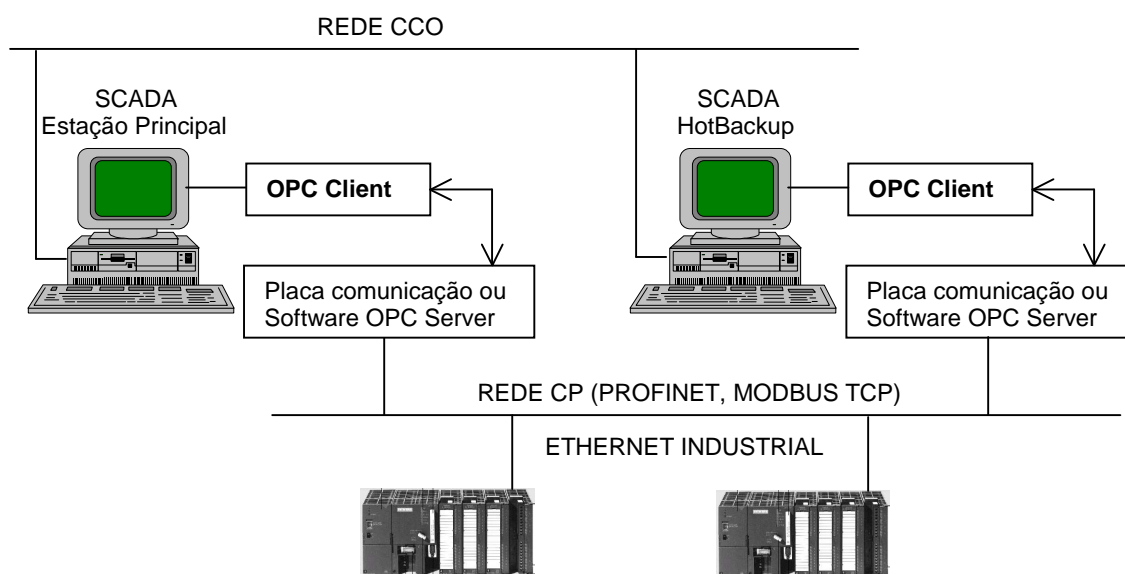 REDE CCO
SCADA
Estação Principal
SCADA
HotBackup
OPC Client
OPC Client
Placa comunicação ou
Software OPC Server
Placa comunicação ou
Software OPC Server
REDE CP (PROFINET, MODBUS TCP)
ETHERNET INDUSTRIAL